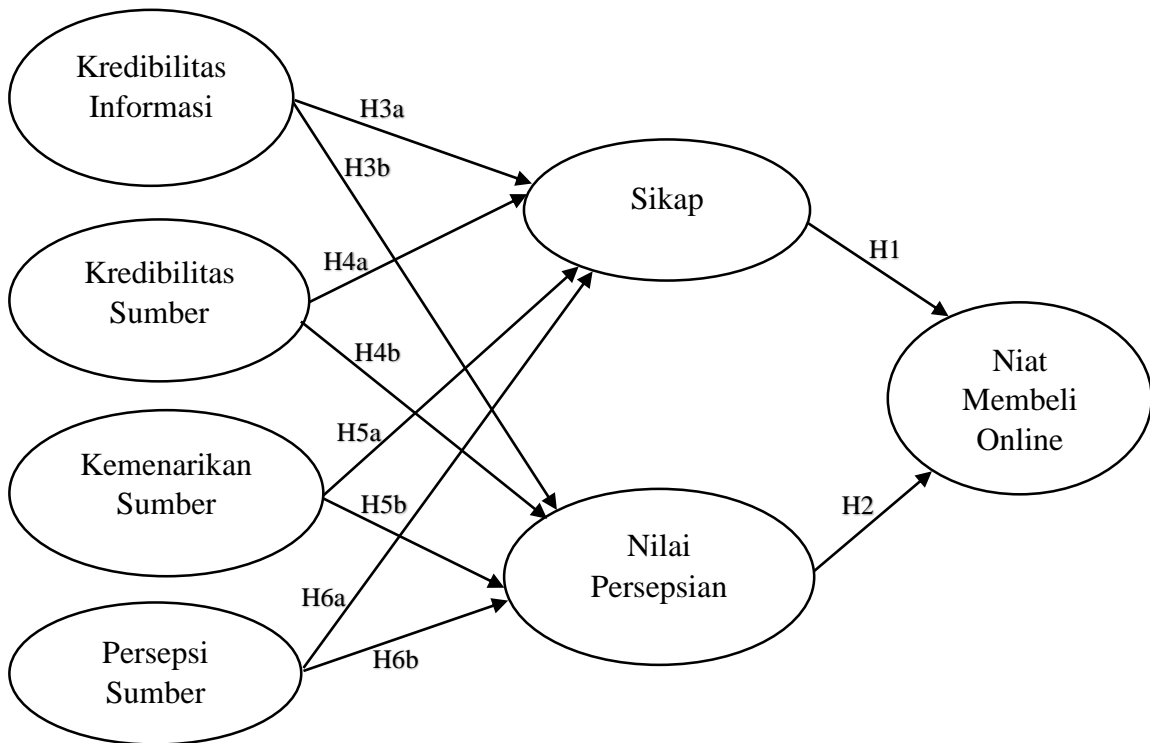 Kredibilitas
Informasi
H3a
H3b
Sikap
Kredibilitas
Sumber
H4a
H4b
H1
Niat
Membeli
Online
Kemenarikan
Sumber
H5a
H5b
H2
Nilai
Persepsian
Persepsi
Sumber
H6a
H6b